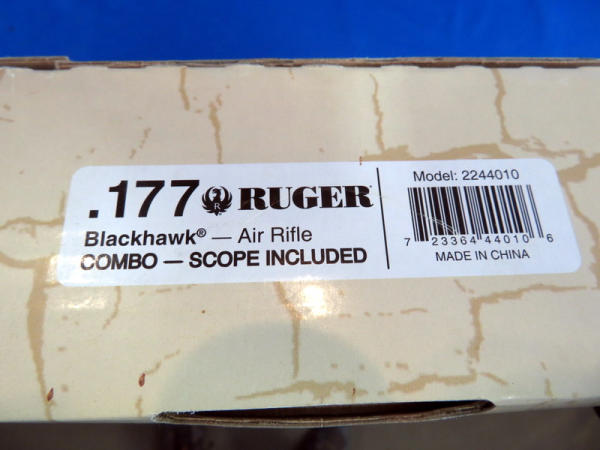 .177 RUGER
Blackhawk® — Air Rifle
COMBO — SCOPE INCLUDED
Model: 2244010
7 23364 44010 6
MADE IN CHINA